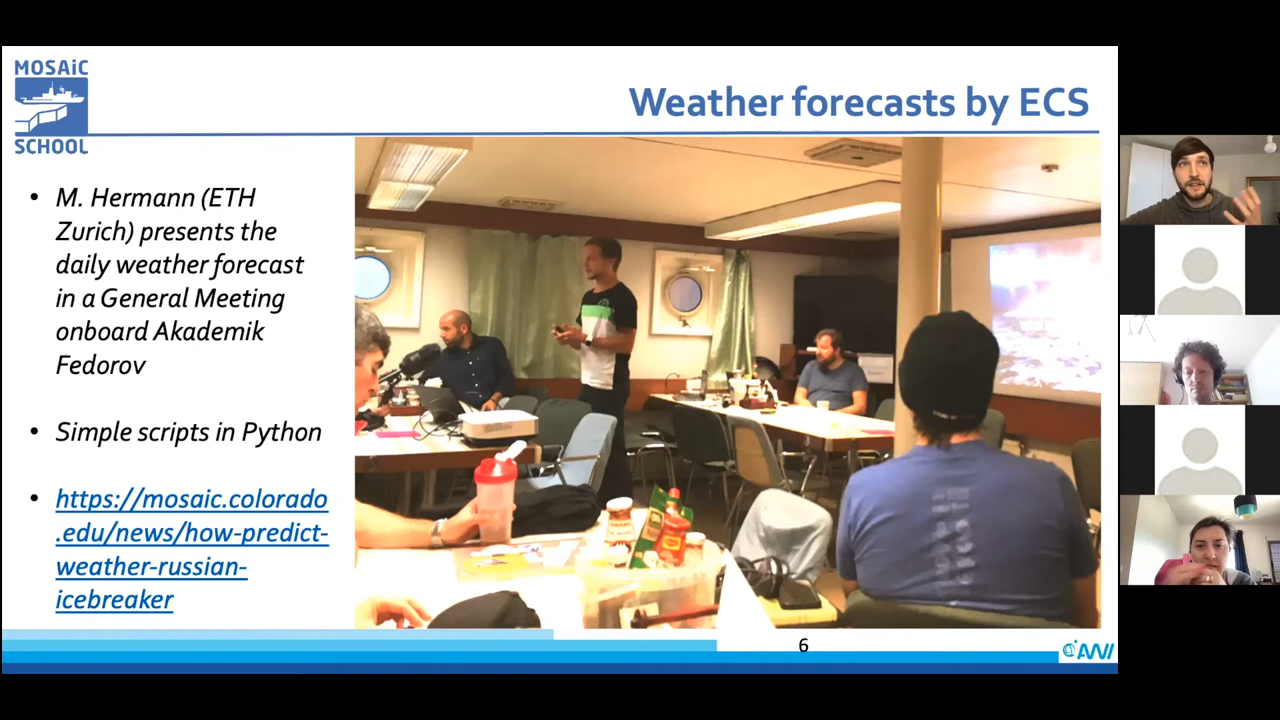 MOSAiC
SCHOOL
Weather forecasts by ECS
• M. Hermann (ETH
Zurich) presents the
daily weather forecast
in a General Meeting
onboard Akademik
Fedorov
• Simple scripts in Python
• https://mosaic.colorado
.edu/news/how-predict-
weather-russian-
icebreaker
6
AWI